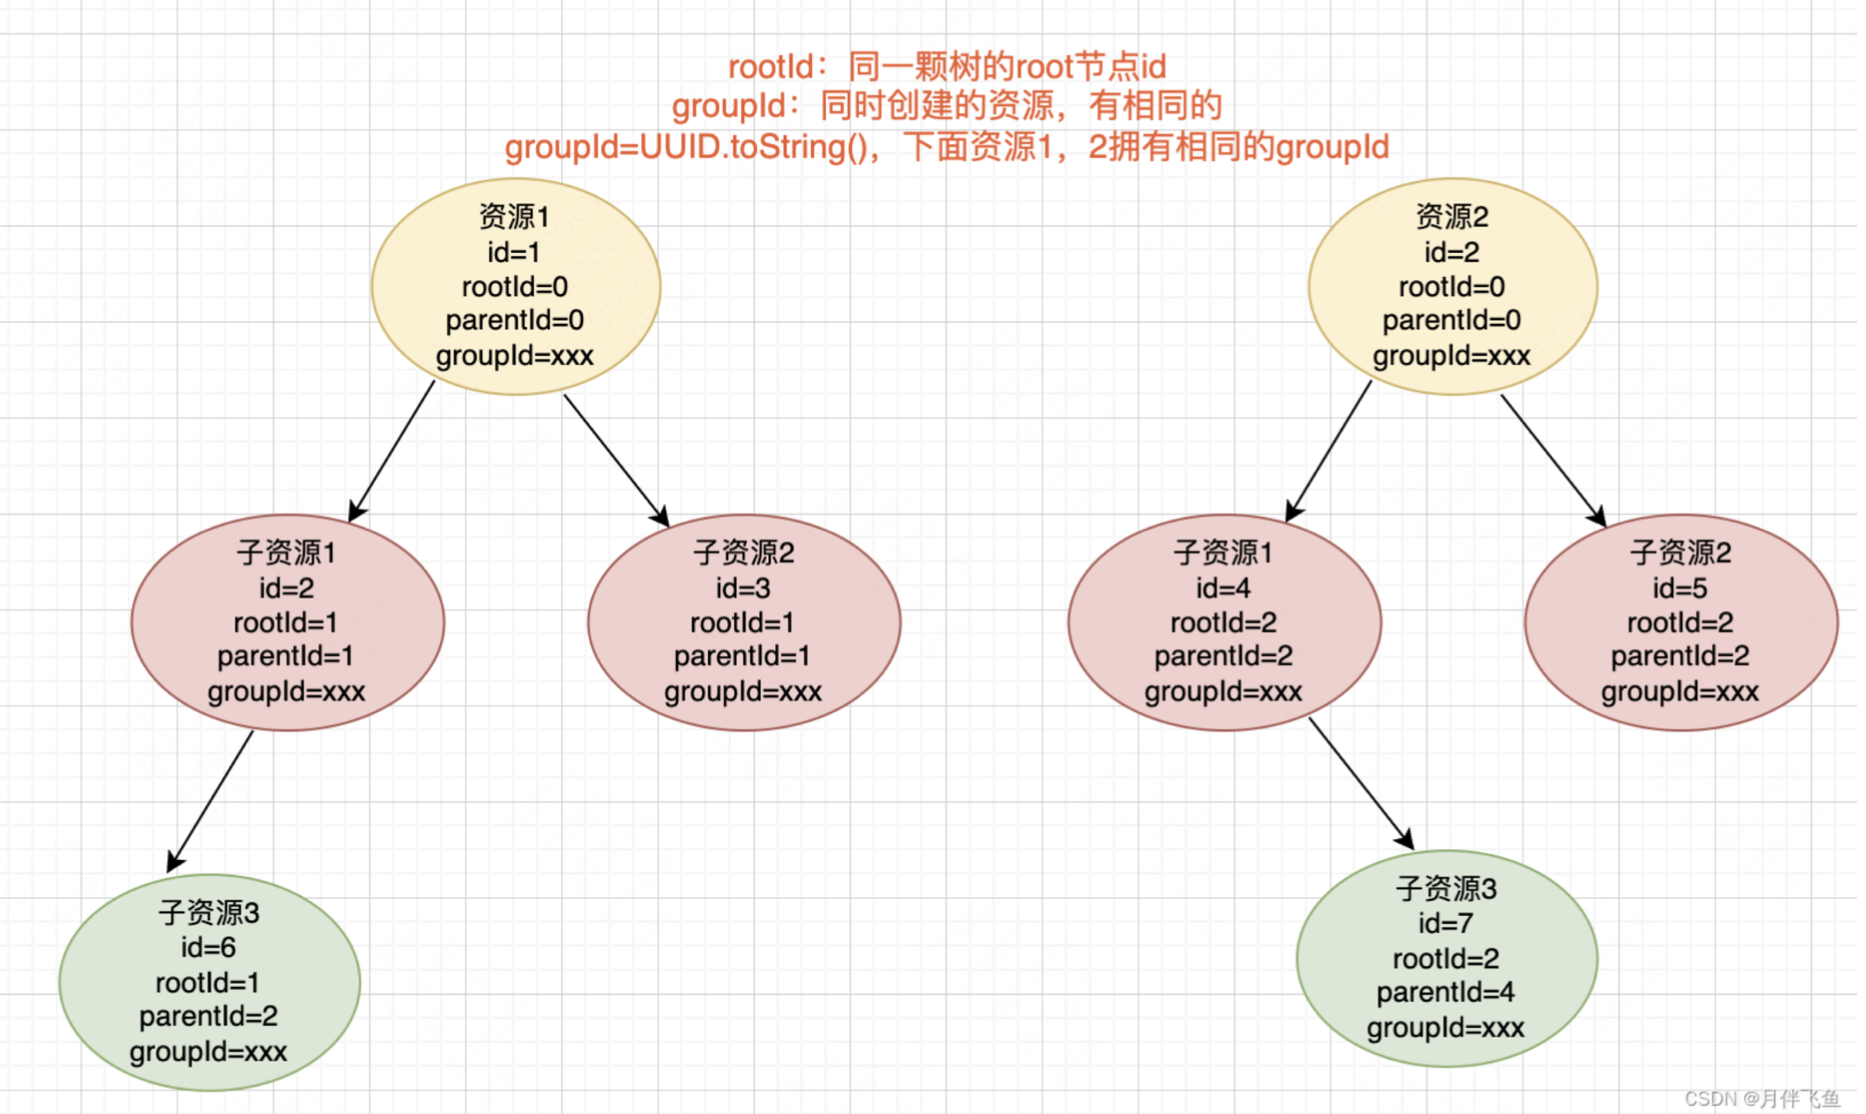 rootId：同一颗树的root节点id
groupId：同时创建的资源，有相同的
groupId=UUID.toString()，下面资源1，2拥有相同的groupId
资源1
id=1
rootId=0
parentId=0
groupId=xxx
资源2
id=2
rootId=0
parentId=0
groupId=xxx
子资源1
id=2
rootId=1
parentId=1
groupId=xxx
子资源2
id=3
rootId=1
parentId=1
groupId=xxx
子资源1
id=4
rootId=2
parentId=2
groupId=xxx
子资源2
id=5
rootId=2
parentId=2
groupId=xxx
子资源3
id=6
rootId=1
parentId=2
groupId=xxx
子资源3
id=7
rootId=2
parentId=4
groupId=xxx
CSDN @月伴飞鱼